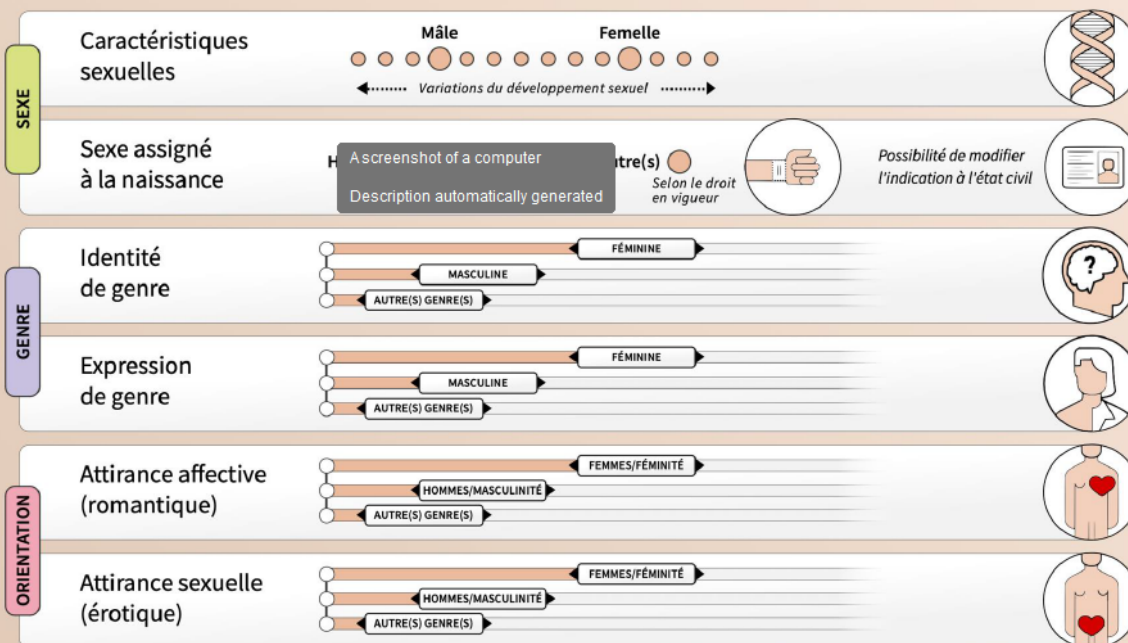 SEXE
Caractéristiques
sexuelles
Mâle
Femelle
Variations du développement sexuel
Sexe assigné
à la naissance
A screenshot of a computer
Description automatically generated
Selon le droit
en vigueur
Possibilité de modifier
l'indication à l'état civil
GENRE
Identité
de genre
FÉMININE
MASCULINE
AUTRE(S) GENRE(S)
?
Expression
de genre
FÉMININE
MASCULINE
AUTRE(S) GENRE(S)
ORIENTATION
Attirance affective
(romantique)
FEMMES/FÉMINITÉ
HOMMES/MASCULINITÉ
AUTRE(S) GENRE(S)
Attirance sexuelle
(érotique)
FEMMES/FÉMINITÉ
HOMMES/MASCULINITÉ
AUTRE(S) GENRE(S)